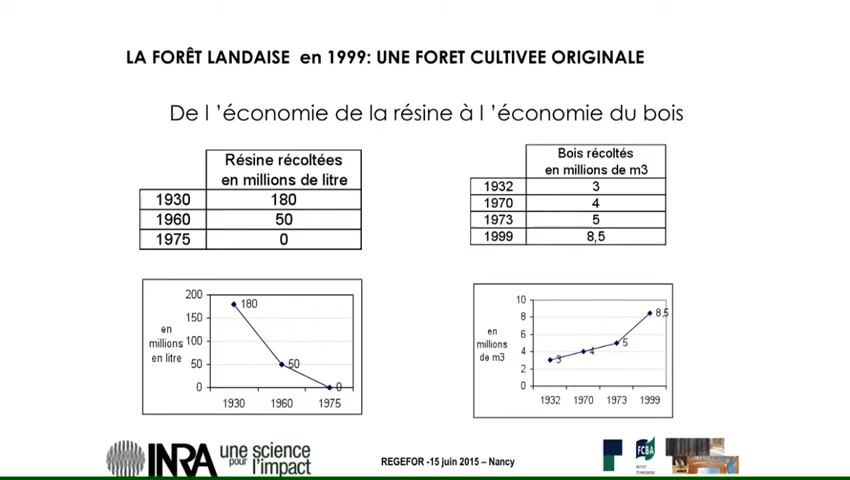 LA FORÊT LANDAISE en 1999: UNE FORET CULTIVEE ORIGINALE
De l ’économie de la résine à l ’économie du bois
Résine récoltées
en millions de litre
1930 180
1960 50
1975 0
Bois récoltés
en millions de m3
1932 3
1970 4
1973 5
1999 8,5
en
millions
en litre
200
150
100
50
0
180
50
0
1930 1960 1975
en
millions
de m3
10
8
6
4
2
0
3
4
5
8,5
1932 1970 1973 1999
INRA
une science
pour l'impact
REGEFOR -15 juin 2015 – Nancy
FCBA
INSTITUT
TECHNOLOGIQUE